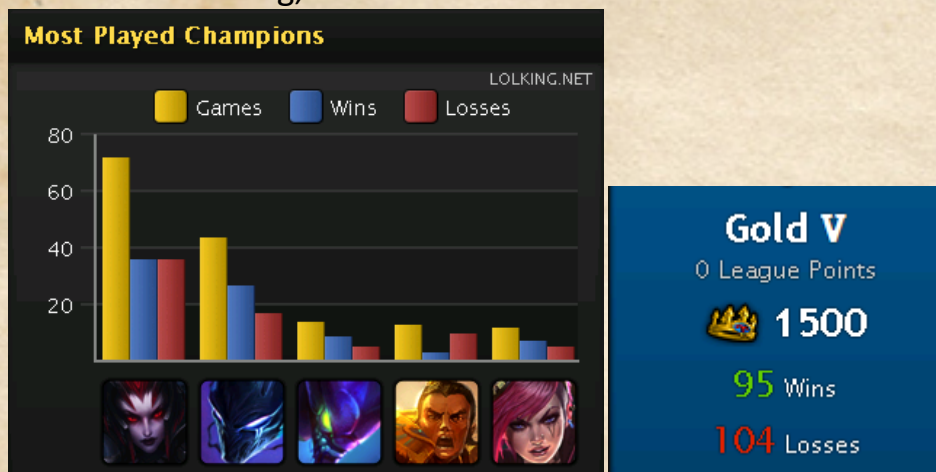 Most Played Champions
LOLKING.NET
Games Wins Losses
80
60
40
20
Gold V
0 League Points
1500
95 Wins
104 Losses